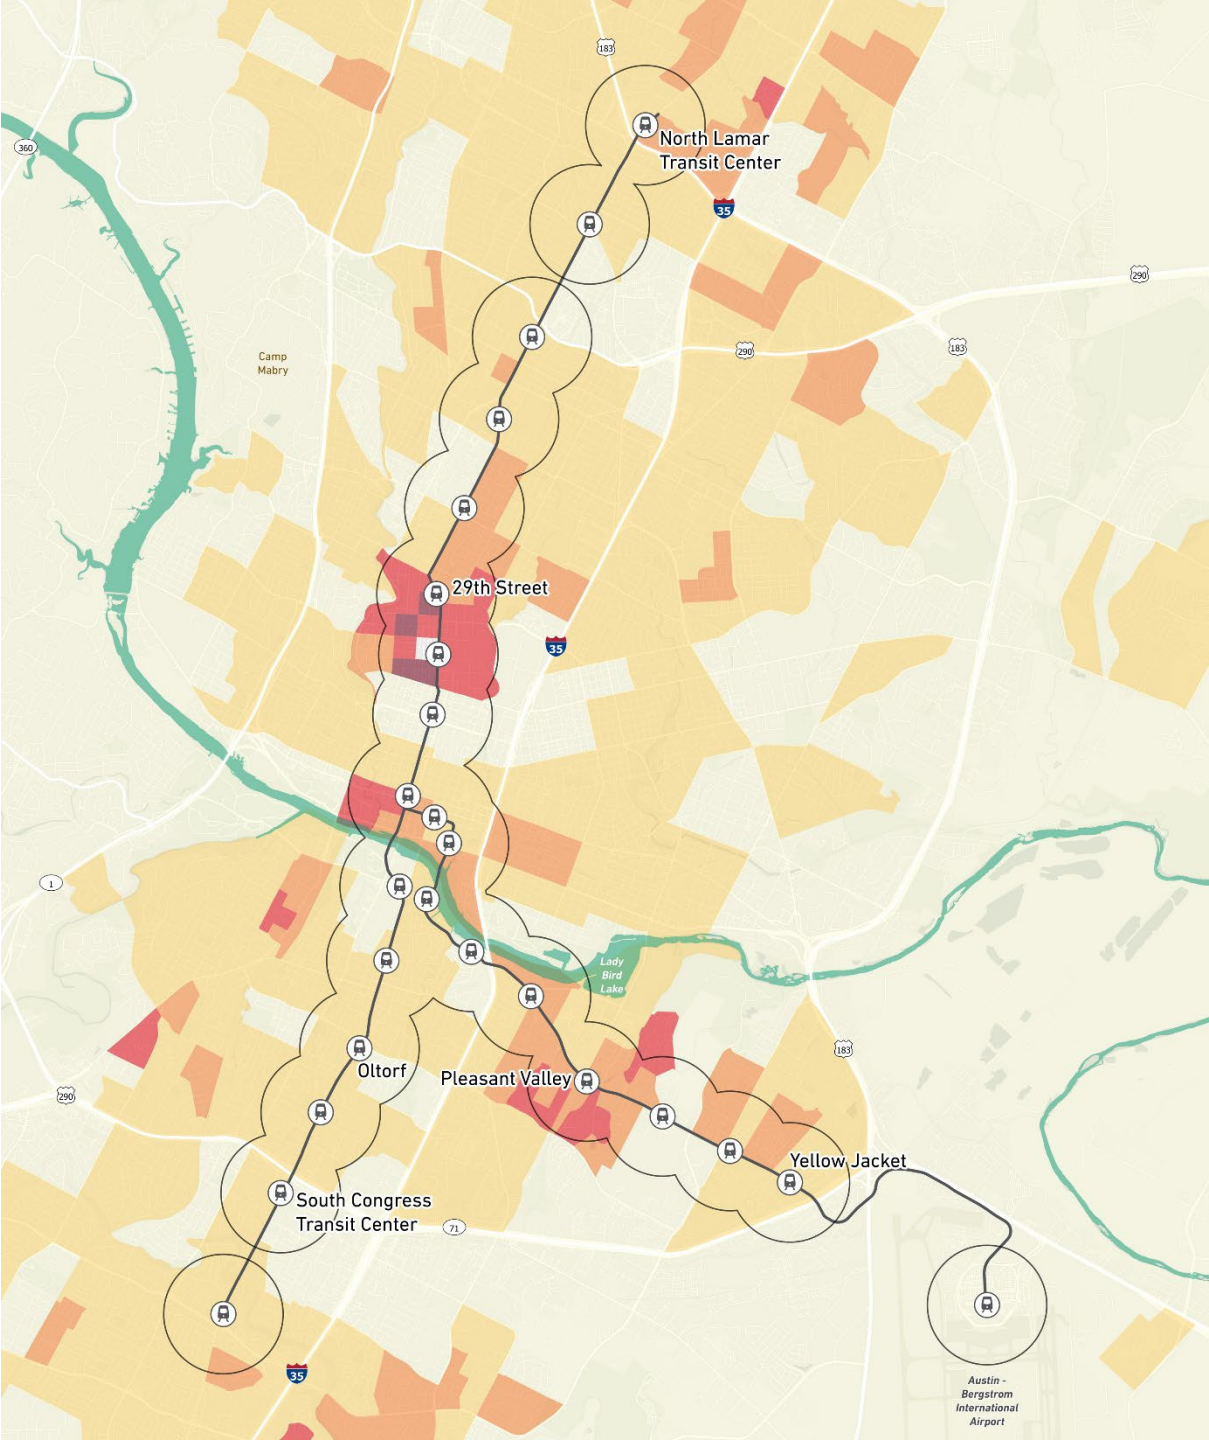 183
North Lamar
Transit Center
360
35
290
290
183
Camp
Mabry
29th Street
35
1
Lady
Bird
Lake
183
Oltorf
Pleasant Valley
290
Yellow Jacket
South Congress
Transit Center
71
35
Austin -
Bergstrom
International
Airport